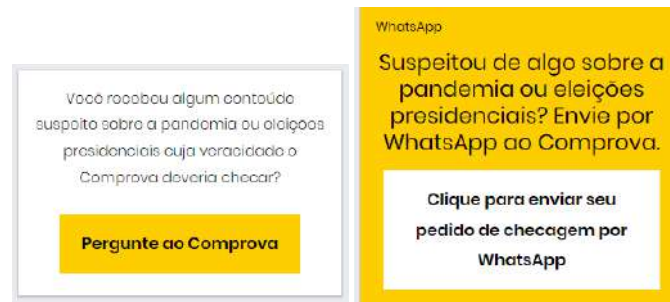 Você recebeu algum conteúdo
suspeito sobre a pandemia ou eleições
presidenciais cuja veracidade o
Comprova deveria checar?
Pergunte ao Comprova
WhatsApp
Suspeitou de algo sobre a
pandemia ou eleições
presidenciais? Envie por
WhatsApp ao Comprova.
Clique para enviar seu
pedido de checagem por
WhatsApp